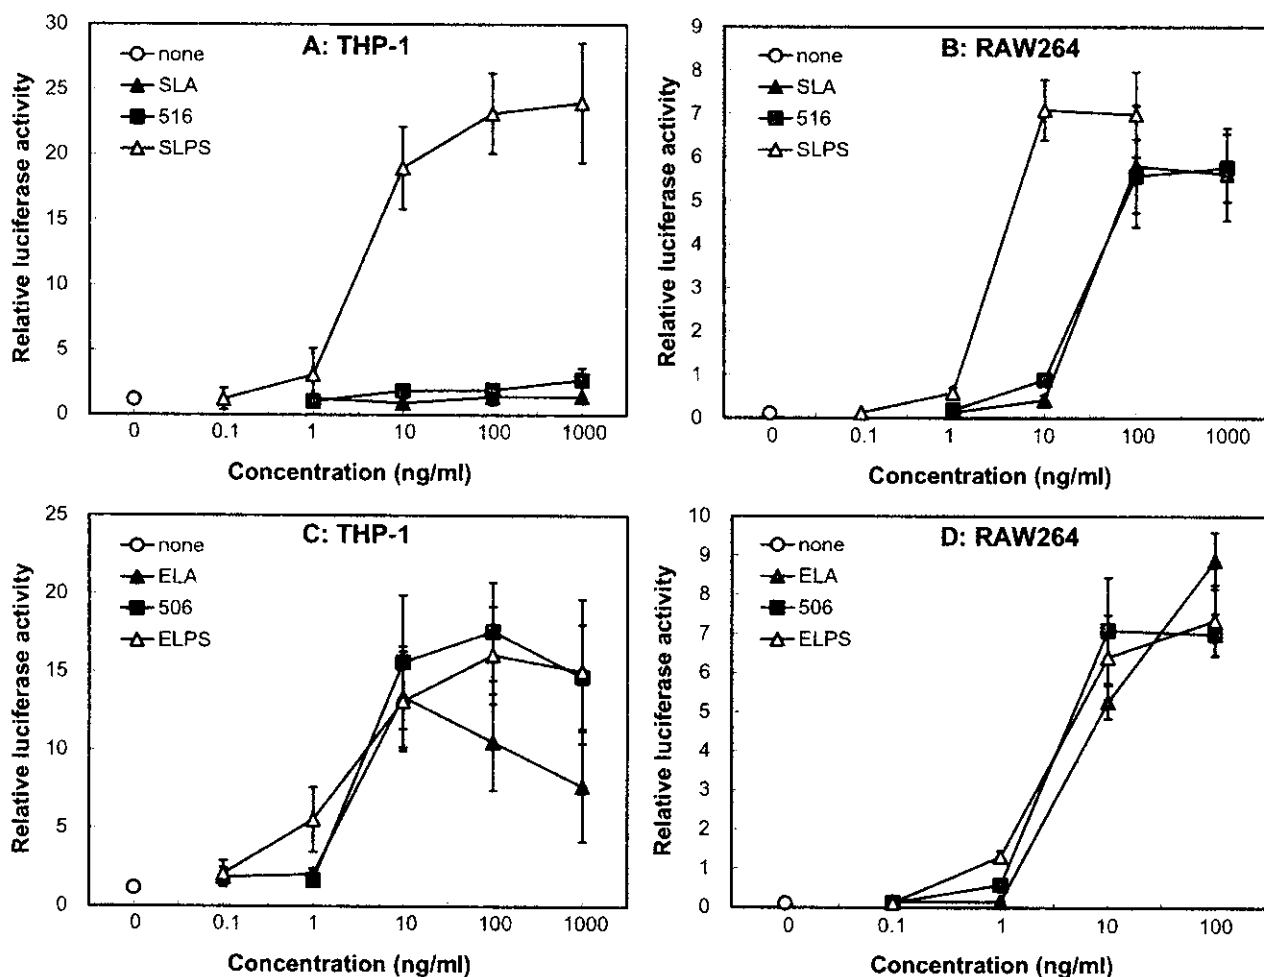 A: THP-1
none
SLA
516
SLPS
30
25
20
15
10
5
0
Relative luciferase activity
0 0.1 1 10 100 1000
Concentration (ng/ml)
B: RAW264
none
SLA
516
SLPS
9
8
7
6
5
4
3
2
1
0
Relative luciferase activity
0 0.1 1 10 100 1000
Concentration (ng/ml)
C: THP-1
none
ELA
506
ELPS
25
20
15
10
5
0
Relative luciferase activity
0 0.1 1 10 100 1000
Concentration (ng/ml)
D: RAW264
none
ELA
506
ELPS
10
9
8
7
6
5
4
3
2
1
0
Relative luciferase activity
0 0.1 1 10 100
Concentration (ng/ml)